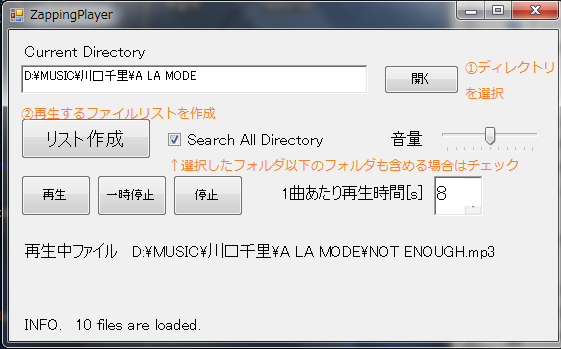 ZappingPlayer
Current Directory
D:¥MUSIC¥川口千里¥A LA MODE
開く
①ディレクトリ
を選択
②再生するファイルリストを作成
リスト作成
Search All Directory
音量
↑選択したフォルダ以下のフォルダも含める場合はチェック
再生
一時停止
停止
1曲あたり再生時間[s]
8
再生中ファイル D:¥MUSIC¥川口千里¥A LA MODE¥NOT ENOUGH.mp3
INFO. 10 files are loaded.